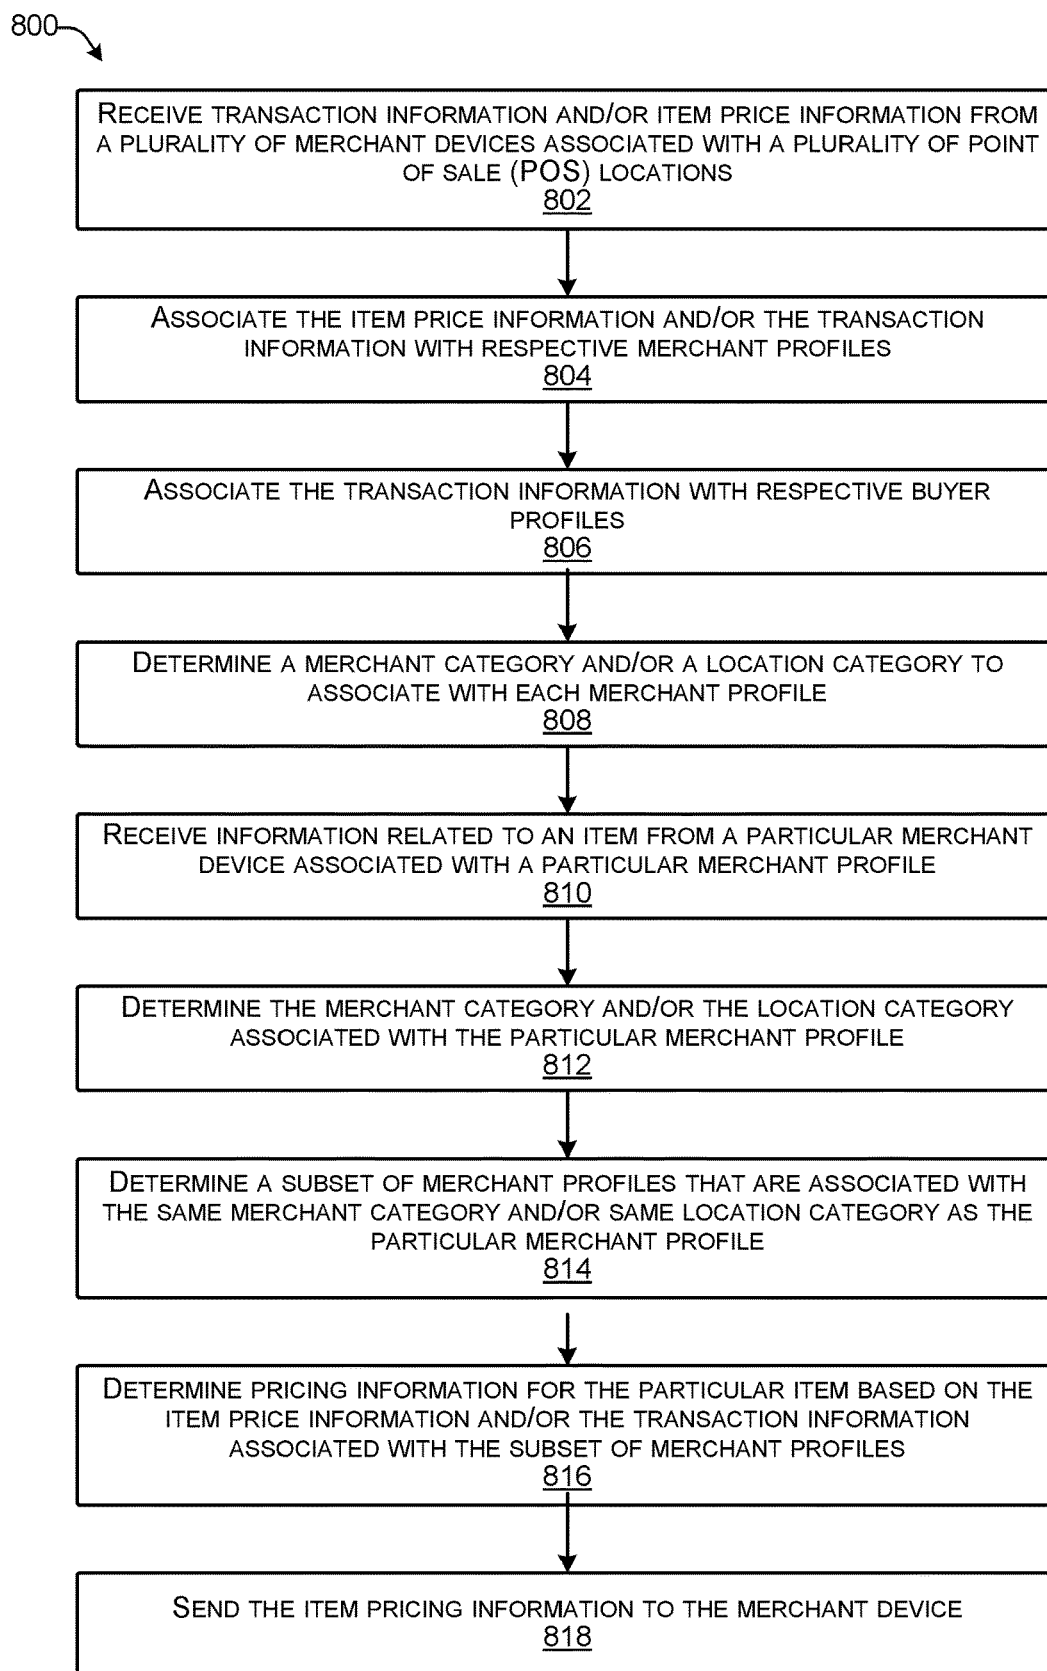 800
RECEIVE TRANSACTION INFORMATION AND/OR ITEM PRICE INFORMATION FROM
A PLURALITY OF MERCHANT DEVICES ASSOCIATED WITH A PLURALITY OF POINT
OF SALE (POS) LOCATIONS
802
ASSOCIATE THE ITEM PRICE INFORMATION AND/OR THE TRANSACTION
INFORMATION WITH RESPECTIVE MERCHANT PROFILES
804
ASSOCIATE THE TRANSACTION INFORMATION WITH RESPECTIVE BUYER
PROFILES
806
DETERMINE A MERCHANT CATEGORY AND/OR A LOCATION CATEGORY TO
ASSOCIATE WITH EACH MERCHANT PROFILE
808
RECEIVE INFORMATION RELATED TO AN ITEM FROM A PARTICULAR MERCHANT
DEVICE ASSOCIATED WITH A PARTICULAR MERCHANT PROFILE
810
DETERMINE THE MERCHANT CATEGORY AND/OR THE LOCATION CATEGORY
ASSOCIATED WITH THE PARTICULAR MERCHANT PROFILE
812
DETERMINE A SUBSET OF MERCHANT PROFILES THAT ARE ASSOCIATED WITH
THE SAME MERCHANT CATEGORY AND/OR SAME LOCATION CATEGORY AS THE
PARTICULAR MERCHANT PROFILE
814
DETERMINE PRICING INFORMATION FOR THE PARTICULAR ITEM BASED ON THE
ITEM PRICE INFORMATION AND/OR THE TRANSACTION INFORMATION
ASSOCIATED WITH THE SUBSET OF MERCHANT PROFILES
816
SEND THE ITEM PRICING INFORMATION TO THE MERCHANT DEVICE
818